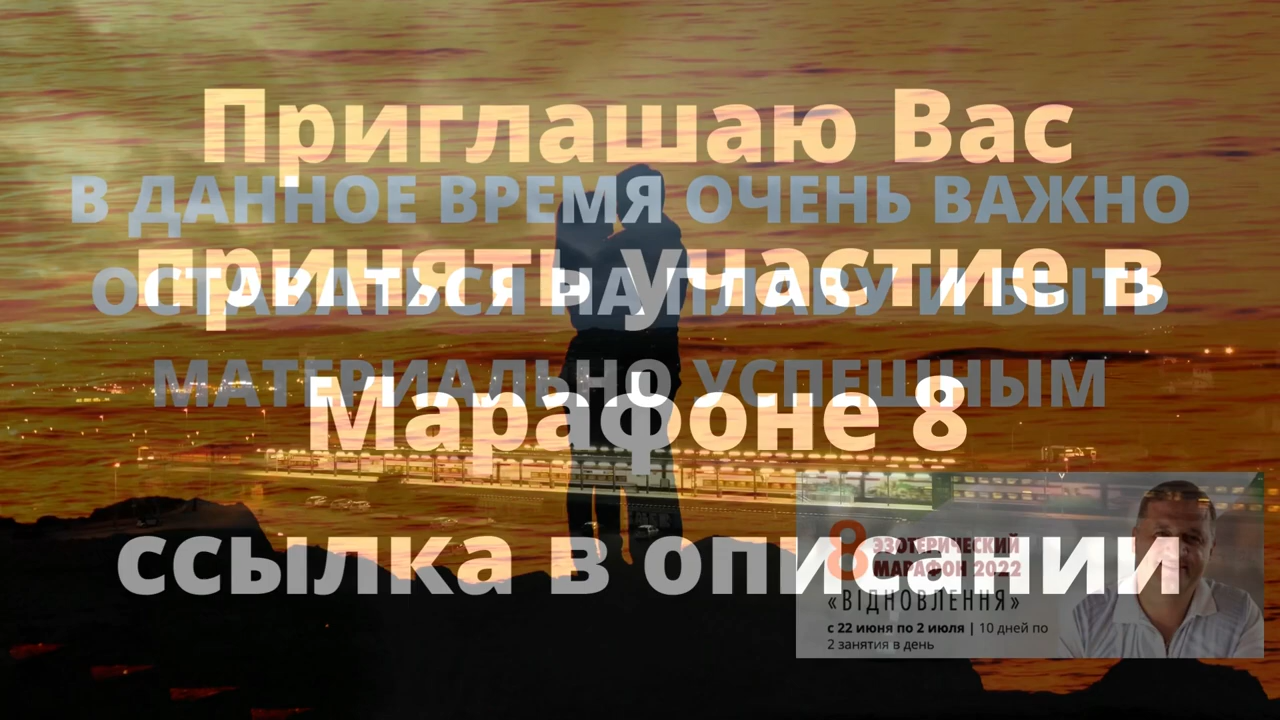 Приглашаю Вас
принять участие в
Марафоне 8
ссылка в описании
В ДАННОЕ ВРЕМЯ ОЧЕНЬ ВАЖНО
ОСТАВАТЬСЯ НА ПЛАВУ И БЫТЬ
МАТЕРИАЛЬНО УСПЕШНЫМ
8 ЭЗОТЕРИЧЕСКИЙ
МАРАФОН 2022
«ВІДНОВЛЕННЯ»
с 22 июня по 2 июля | 10 дней по
2 занятия в день